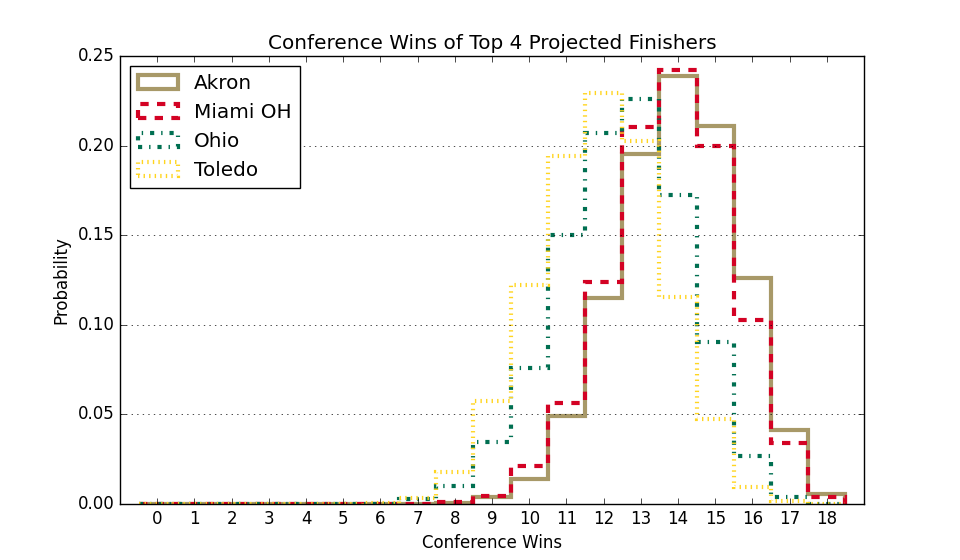 Conference Wins of Top 4 Projected Finishers
Akron
Miami OH
Ohio
Toledo
Probability
0.25
0.20
0.15
0.10
0.05
0.00
0 1 2 3 4 5 6 7 8 9 10 11 12 13 14 15 16 17 18
Conference Wins